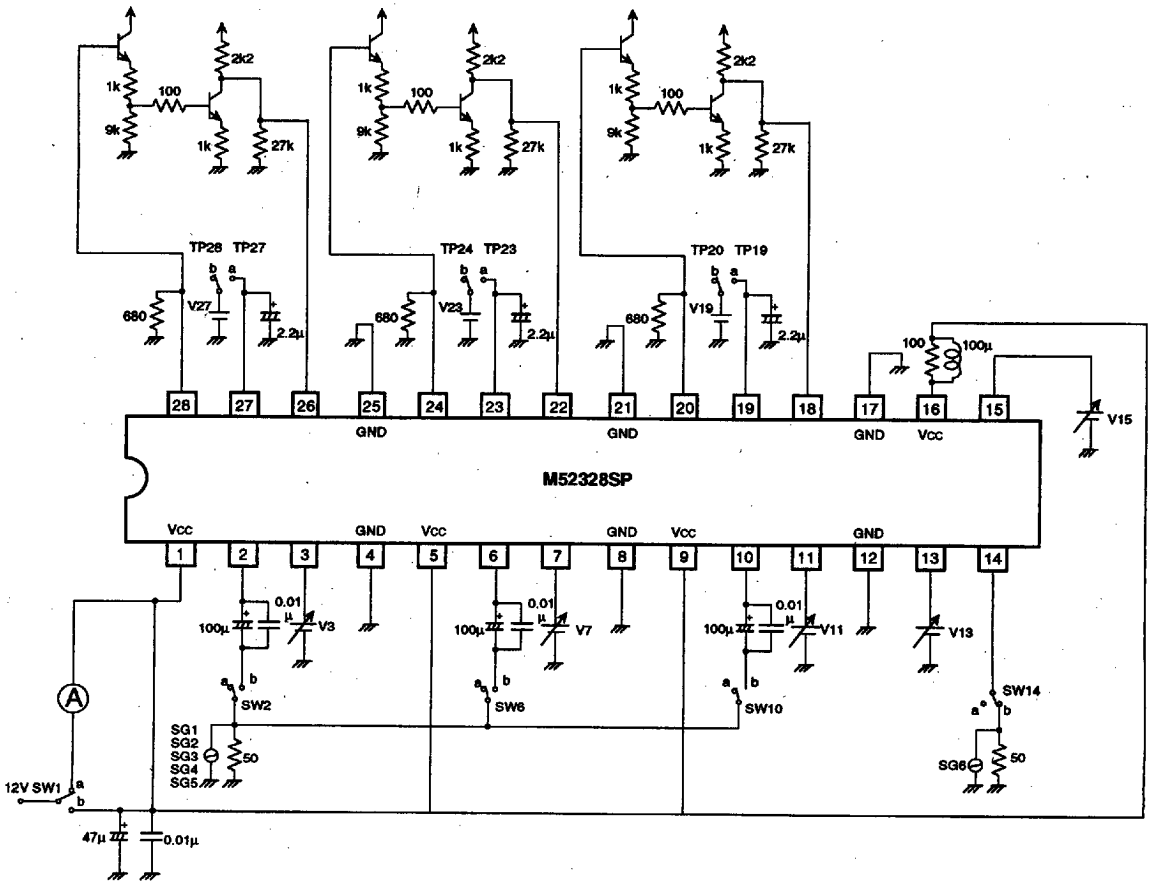 2k2 2k2 2k2
1k 100 1k 100 1k 100
9k 1k 27k 9k 1k 27k 9k 1k 27k
TP28 TP27 TP24 TP23 TP20 TP19
b a b a b a
680 V27 2.2μ 680 V23 2.2μ 680 V19 2.2μ 100 100μ
28 27 26 25 24 23 22 21 20 19 18 17 16 15
V15
GND GND GND VCC
M52328SP
VCC GND VCC GND VCC GND
1 2 3 4 5 6 7 8 9 10 11 12 13 14
100μ 0.01μ V3 100μ 0.01μ V7 100μ 0.01μ V11 V13
a b a b a b
SW2 SW6 SW10 SW14
a b
A
SG1
SG2
SG3
SG4
SG5
50 SG6 50
12V SW1 a
b
47μ 0.01μ